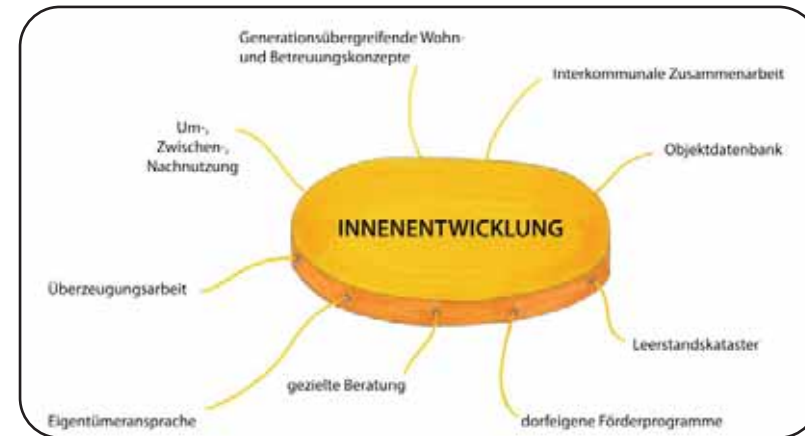 Generationsübergreifende Wohn-
und Betreuungskonzepte
Interkommunale Zusammenarbeit
Um-,
Zwischen-,
Nachnutzung
Objektdatenbank
INNENENTWICKLUNG
Überzeugungsarbeit
Leerstandskataster
gezielte Beratung
Eigentümeransprache
dorfeigene Förderprogramme